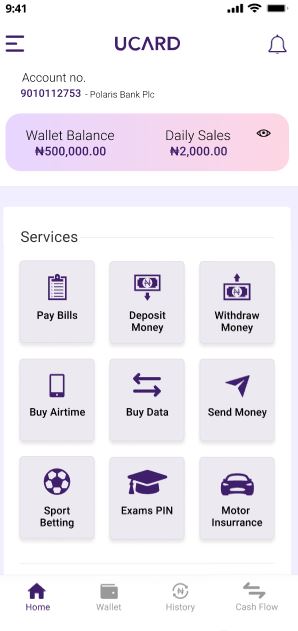 9:41
UCARD
Account no.
9010112753 - Polaris Bank Plc
Wallet Balance
₦500,000.00
Daily Sales
₦2,000.00
Services
Pay Bills
Deposit
Money
Withdraw
Money
Buy Airtime
Buy Data
Send Money
Sport
Betting
Exams PIN
Motor
Insurrance
Home
Wallet
History
Cash Flow